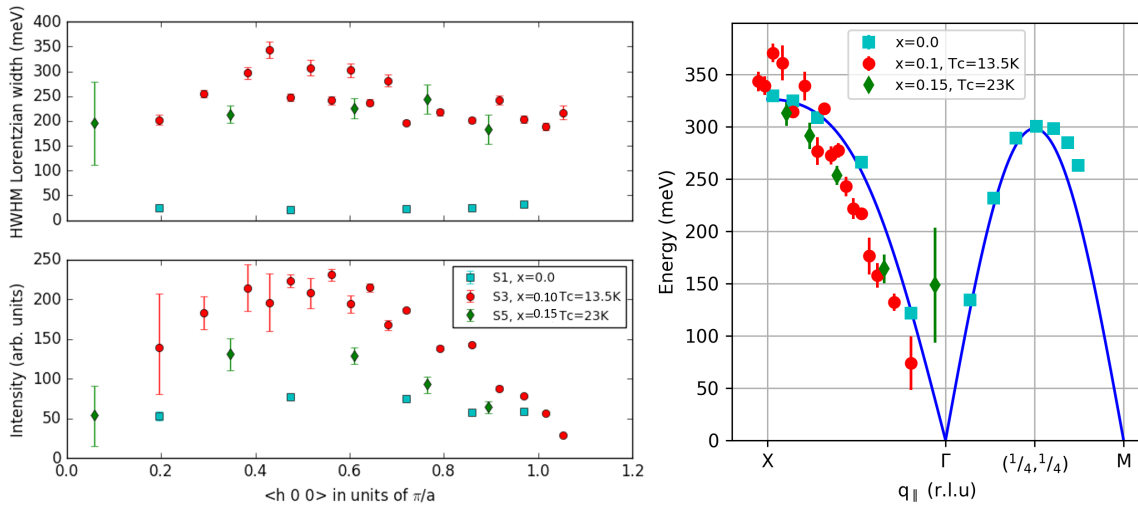 HWHM Lorentzian width (meV)
400
350
300
250
200
150
100
50
0
Intensity (arb. units)
250
200
150
100
50
0
S1, x=0.0
S3, x=0.10 Tc=13.5K
S5, x=0.15 Tc=23K
0.0 0.2 0.4 0.6 0.8 1.0 1.2
<h 0 0> in units of π/a
Energy (meV)
350
300
250
200
150
100
50
0
x=0.0
x=0.1, Tc=13.5K
x=0.15, Tc=23K
X Γ (¹/₄,¹/₄) M
q∥ (r.l.u)